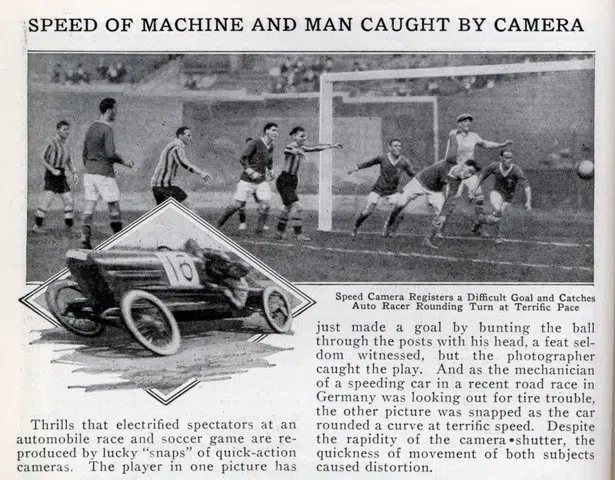 SPEED OF MACHINE AND MAN CAUGHT BY CAMERA
Speed Camera Registers a Difficult Goal and Catches
Auto Racer Rounding Turn at Terrific Pace
Thrills that electrified spectators at an
automobile race and soccer game are re-
produced by lucky “snaps” of quick-action
cameras. The player in one picture has
just made a goal by bunting the ball
through the posts with his head, a feat sel-
dom witnessed, but the photographer
caught the play. And as the mechanician
of a speeding car in a recent road race in
Germany was looking out for tire trouble,
the other picture was snapped as the car
rounded a curve at terrific speed. Despite
the rapidity of the camera•shutter, the
quickness of movement of both subjects
caused distortion.